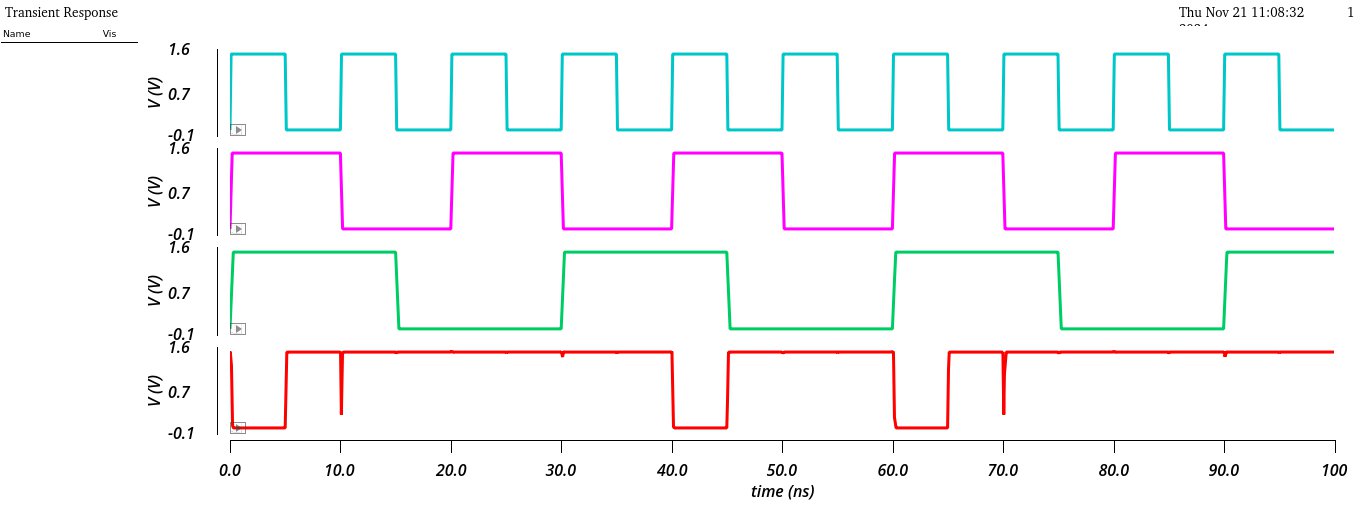 Transient Response
Thu Nov 21 11:08:32 1
Name Vis
1.6
V (V) 0.7
-0.1
1.6
V (V) 0.7
-0.1
1.6
V (V) 0.7
-0.1
1.6
V (V) 0.7
-0.1
0.0 10.0 20.0 30.0 40.0 50.0 60.0 70.0 80.0 90.0 100
time (ns)